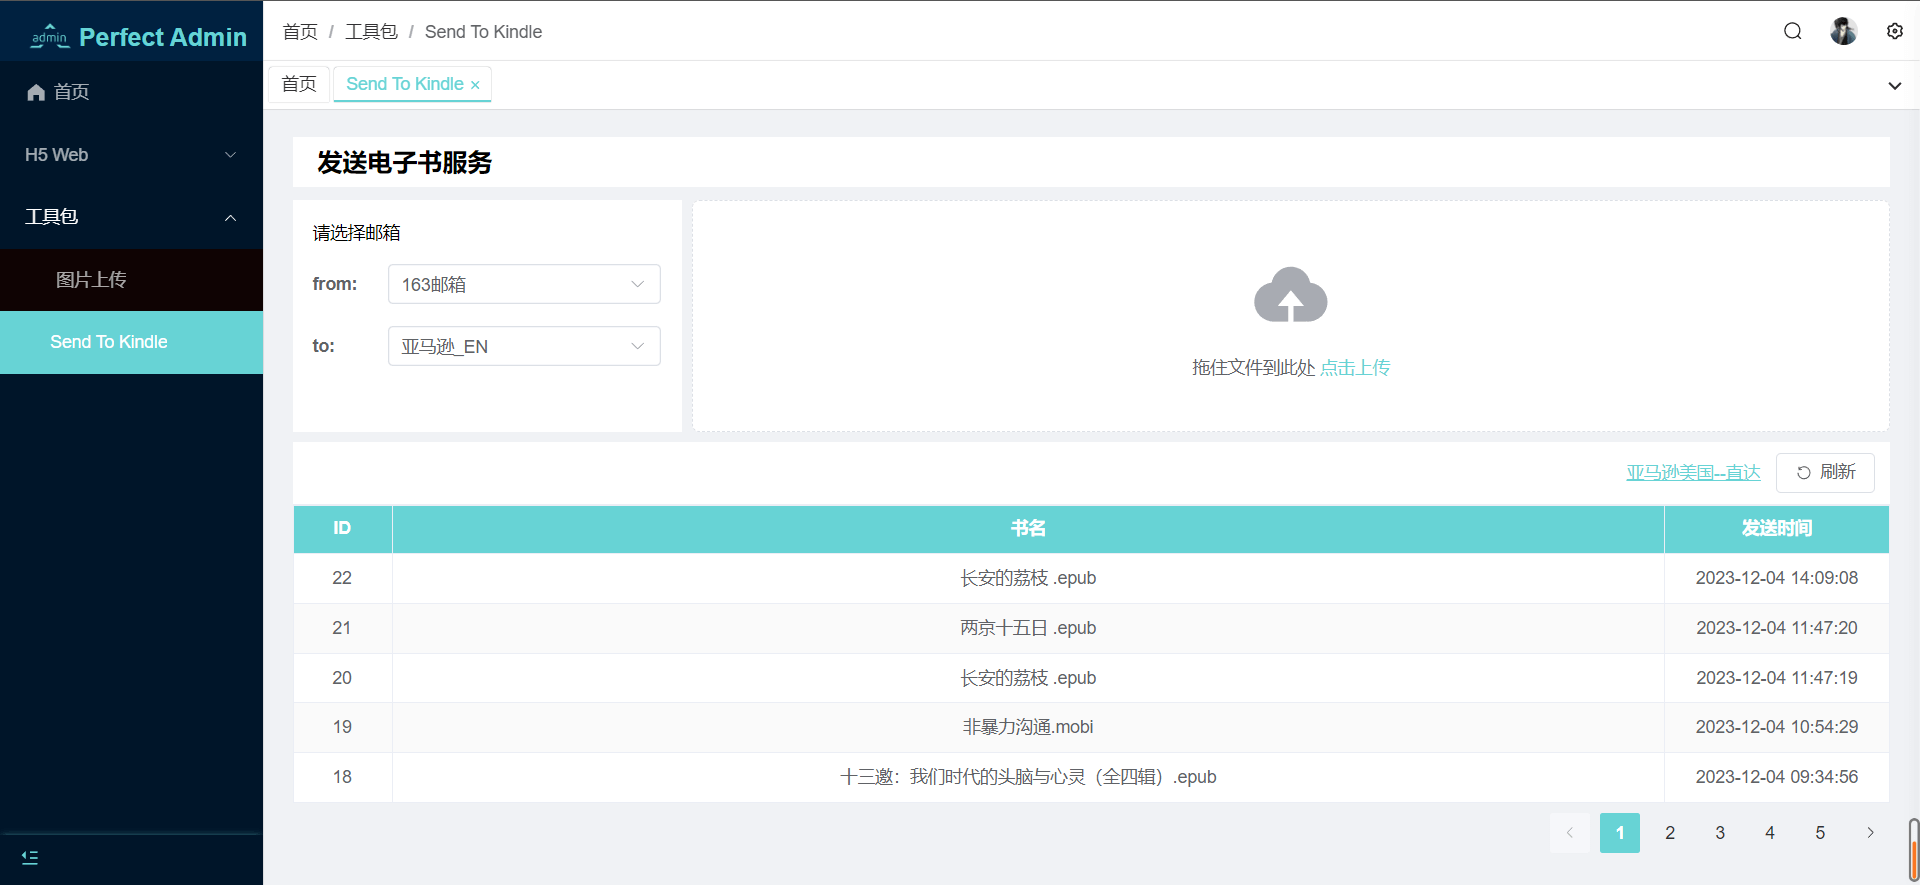 admin Perfect Admin
首页 / 工具包 / Send To Kindle
首页
H5 Web
工具包
图片上传
Send To Kindle
首页 Send To Kindle ×
发送电子书服务
请选择邮箱
from: 163邮箱
to: 亚马逊_EN
拖住文件到此处 点击上传
亚马逊美国--直达 刷新
ID 书名 发送时间
22 长安的荔枝 .epub 2023-12-04 14:09:08
21 两京十五日 .epub 2023-12-04 11:47:20
20 长安的荔枝 .epub 2023-12-04 11:47:19
19 非暴力沟通.mobi 2023-12-04 10:54:29
18 十三邀：我们时代的头脑与心灵（全四辑）.epub 2023-12-04 09:34:56
1 2 3 4 5